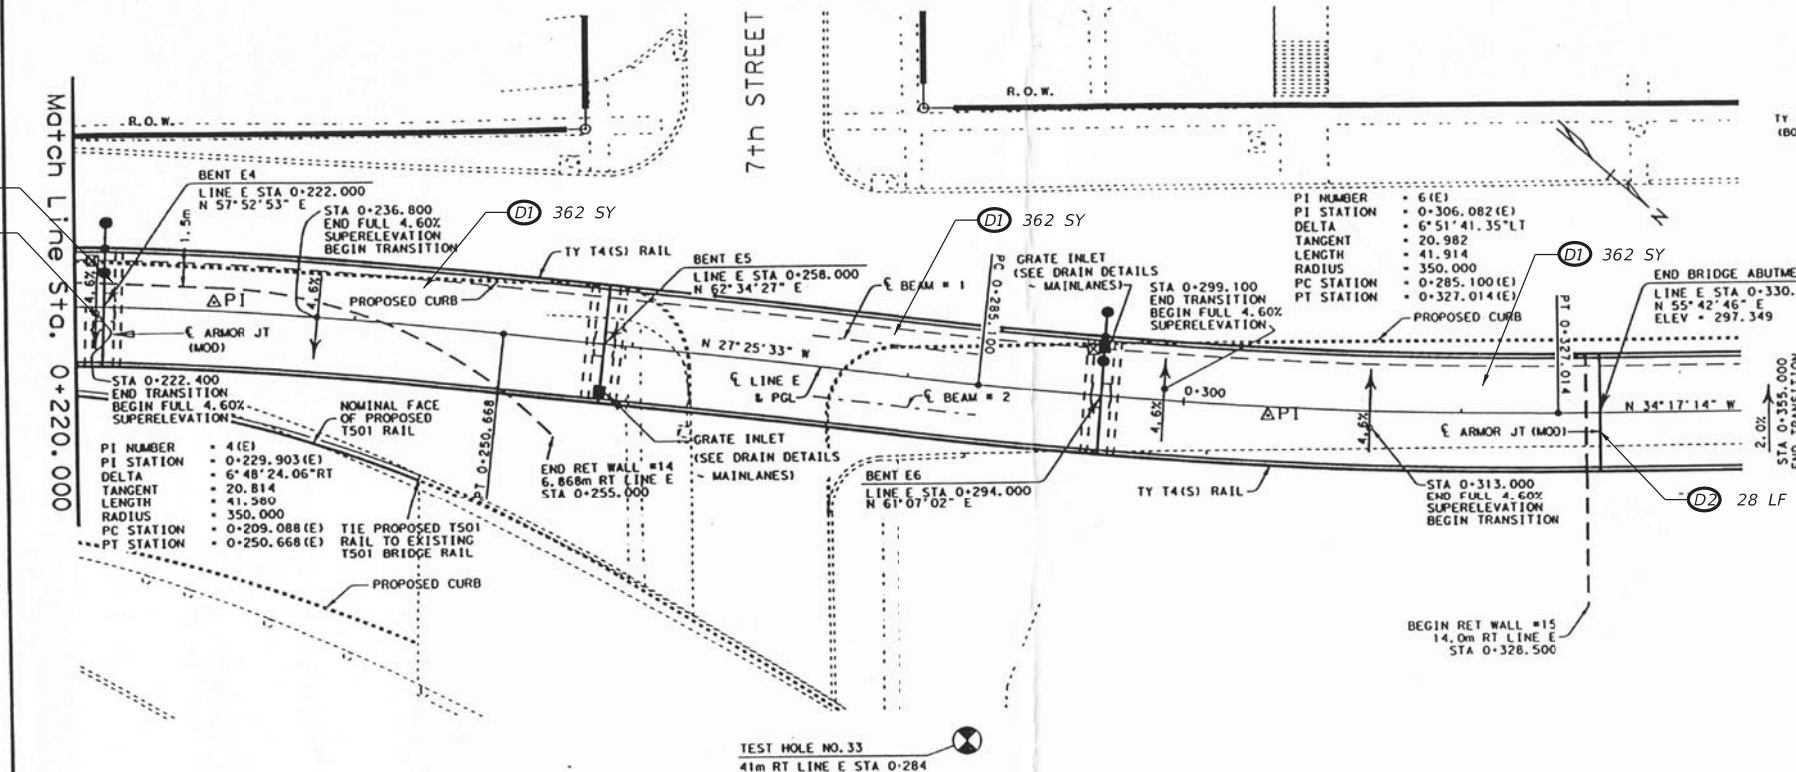 7th STREET
R.O.W.
R.O.W.
Match Line Sta. 0+220.000
BENT E4
LINE E STA 0+222.000
N 57°52'53" E
1.5m
STA 0+236.800
END FULL 4.60%
SUPERELEVATION
BEGIN TRANSITION
D1 362 SY
TY T4(S) RAIL
4.6%
4.6%
△PI
PROPOSED CURB
℄ ARMOR JT
(MOD)
STA 0+222.400
END TRANSITION
BEGIN FULL 4.60%
SUPERELEVATION
NOMINAL FACE
OF PROPOSED
T501 RAIL
PI NUMBER = 4(E)
PI STATION = 0+229.903(E)
DELTA = 6°48'24.06"RT
TANGENT = 20.814
LENGTH = 41.580
RADIUS = 350.000
PC STATION = 0+209.088(E)
PT STATION = 0+250.668(E)
TIE PROPOSED T501
RAIL TO EXISTING
T501 BRIDGE RAIL
PROPOSED CURB
PT 0+250.668
END RET WALL #14
6.868m RT LINE E
STA 0+255.000
BENT E5
LINE E STA 0+258.000
N 62°34'27" E
GRATE INLET
(SEE DRAIN DETAILS
~ MAINLANES)
N 27°25'33" W
℄ LINE E
& PGL
℄ BEAM # 1
℄ BEAM # 2
D1 362 SY
PC 0+285.100
GRATE INLET
(SEE DRAIN DETAILS
~ MAINLANES)
STA 0+299.100
END TRANSITION
BEGIN FULL 4.60%
SUPERELEVATION
BENT E6
LINE E STA 0+294.000
N 61°07'02" E
4.6%
0+300
△PI
4.6%
TY T4(S) RAIL
PI NUMBER = 6(E)
PI STATION = 0+306.082(E)
DELTA = 6°51'41.35"LT
TANGENT = 20.982
LENGTH = 41.914
RADIUS = 350.000
PC STATION = 0+285.100(E)
PT STATION = 0+327.014(E)
PROPOSED CURB
D1 362 SY
PT 0+327.014
END BRIDGE ABUTME
LINE E STA 0+330.
N 55°42'46" E
ELEV = 297.349
N 34°17'14" W
℄ ARMOR JT (MOD)
STA 0+313.000
END FULL 4.60%
SUPERELEVATION
BEGIN TRANSITION
D2 28 LF
2.0%
STA 0+355.000
END TRANSITION
BEGIN RET WALL #15
14.0m RT LINE E
STA 0+328.500
TEST HOLE NO. 33
41m RT LINE E STA 0+284
N
TY
(BO